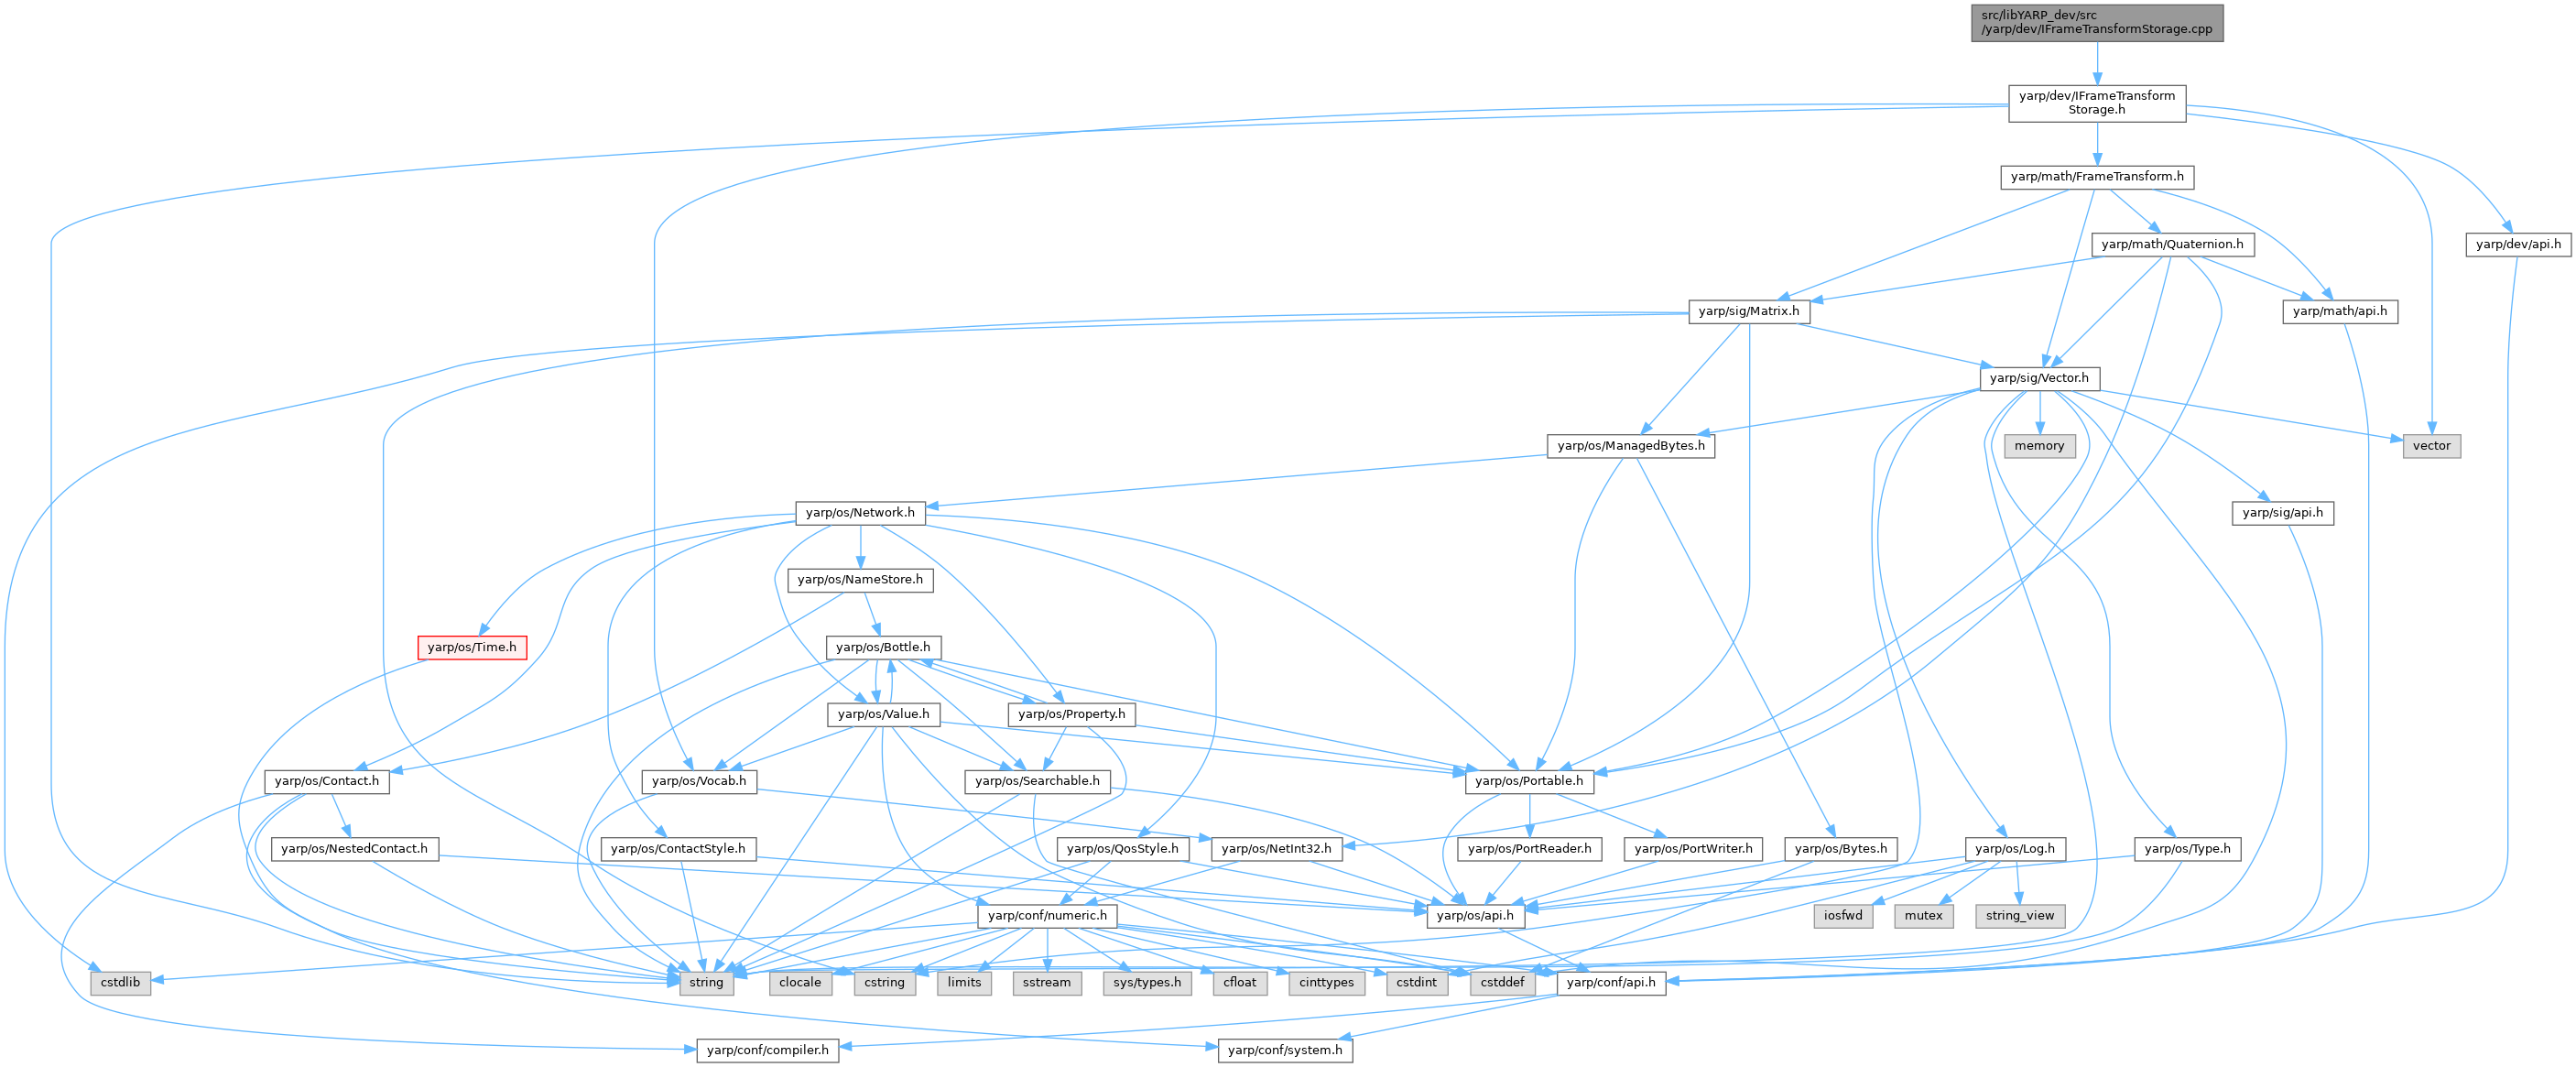 src/libYARP_dev/src
/yarp/dev/IFrameTransformStorage.cpp
yarp/dev/IFrameTransform
Storage.h
yarp/math/FrameTransform.h
yarp/math/Quaternion.h
yarp/dev/api.h
yarp/sig/Matrix.h
yarp/math/api.h
yarp/sig/Vector.h
yarp/os/ManagedBytes.h
memory
vector
yarp/os/Network.h
yarp/sig/api.h
yarp/os/NameStore.h
yarp/os/Time.h
yarp/os/Bottle.h
yarp/os/Value.h
yarp/os/Property.h
yarp/os/Contact.h
yarp/os/Vocab.h
yarp/os/Searchable.h
yarp/os/Portable.h
yarp/os/NestedContact.h
yarp/os/ContactStyle.h
yarp/os/QosStyle.h
yarp/os/NetInt32.h
yarp/os/PortReader.h
yarp/os/PortWriter.h
yarp/os/Bytes.h
yarp/os/Log.h
yarp/os/Type.h
yarp/conf/numeric.h
yarp/os/api.h
iosfwd
mutex
string_view
cstdlib
string
clocale
cstring
limits
sstream
sys/types.h
cfloat
cinttypes
cstdint
cstddef
yarp/conf/api.h
yarp/conf/compiler.h
yarp/conf/system.h